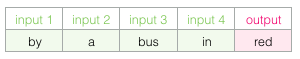 input 1 input 2 input 3 input 4 output
by a bus in red